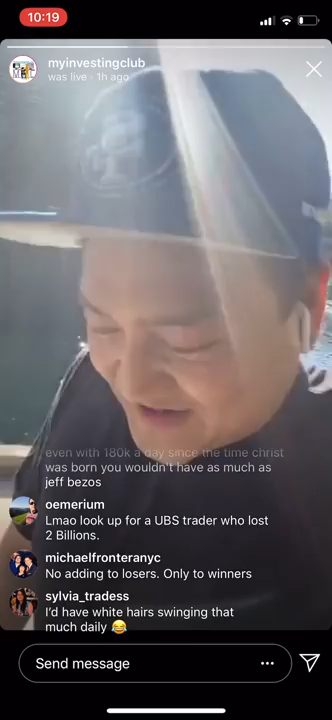 10:19
myinvestingclub
was live · 1h ago
even with 180k a day since the time christ
was born you wouldn't have as much as
jeff bezos
oemerium
Lmao look up for a UBS trader who lost
2 Billions.
michaelfronteranyc
No adding to losers. Only to winners
sylvia_tradess
I'd have white hairs swinging that
much daily 😂
Send message